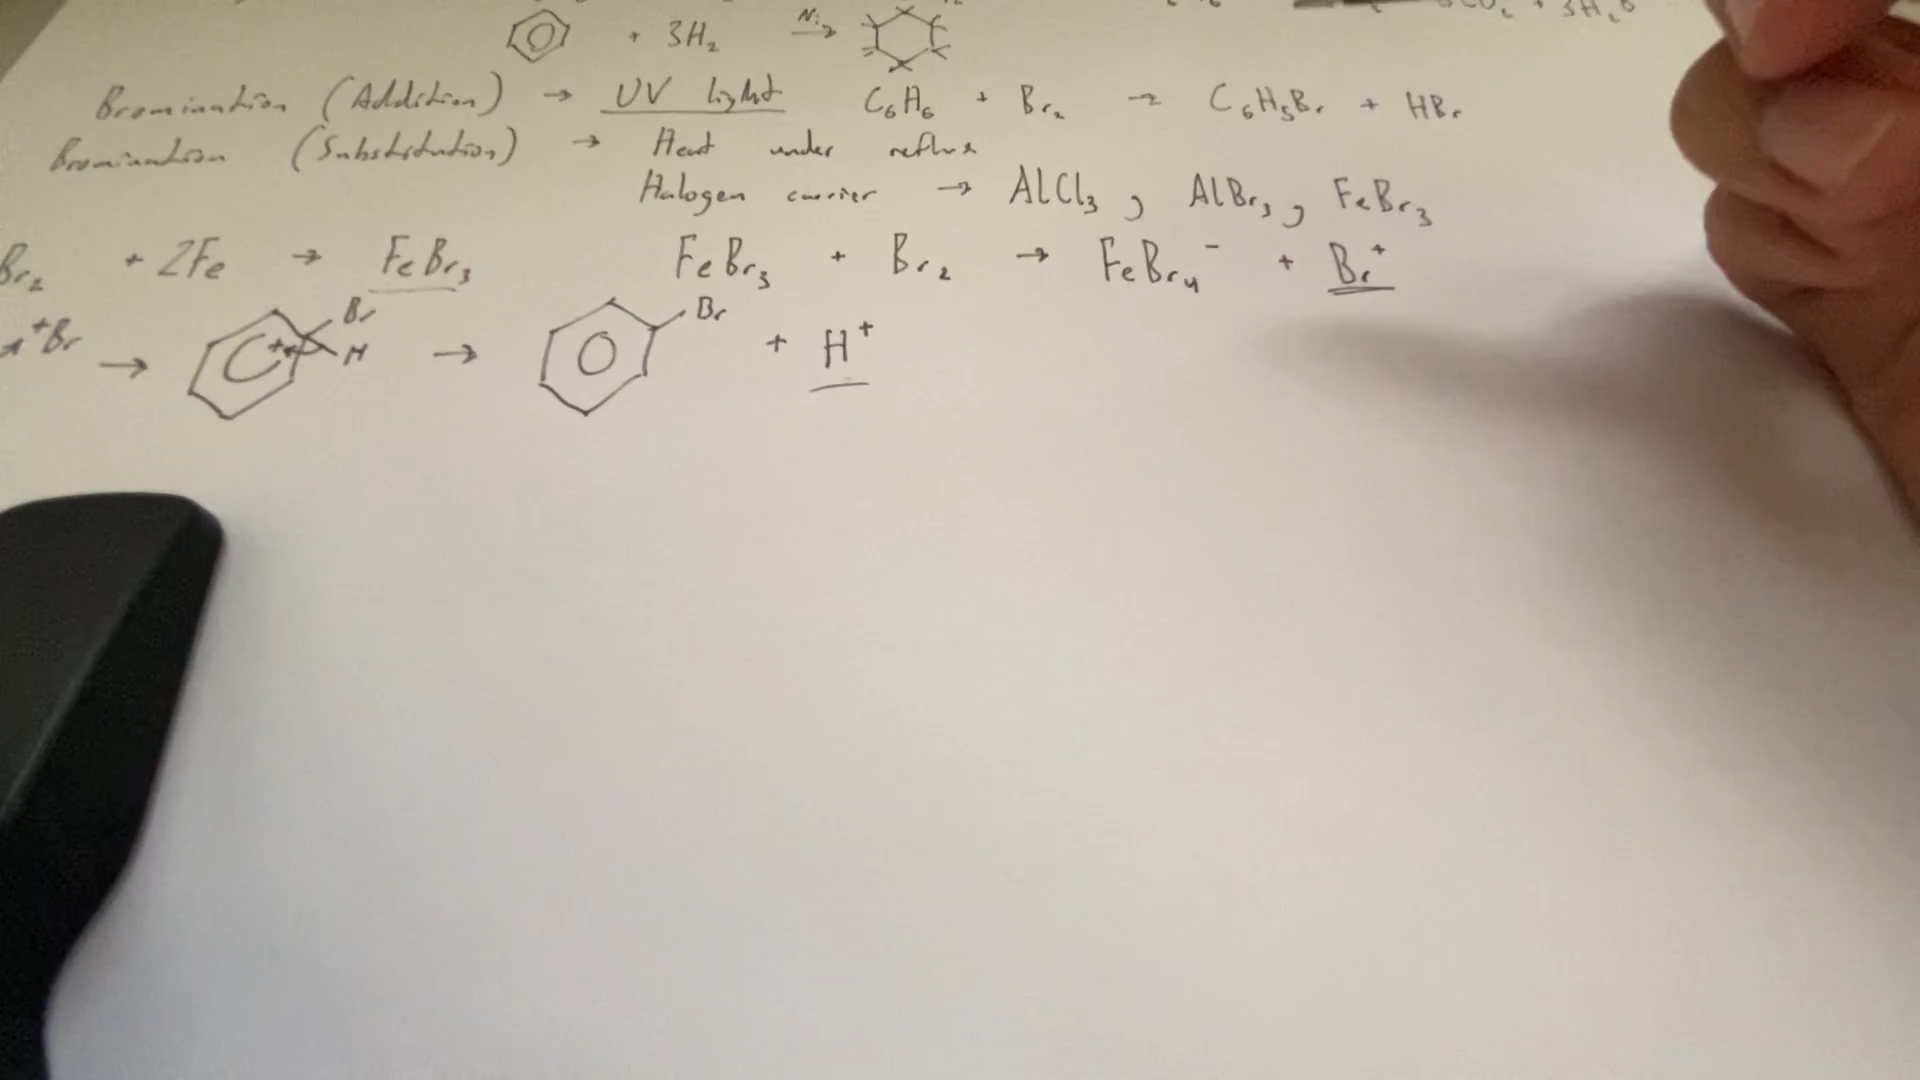 + 3H₂ Ni→
Bromination (Addition) → UV light C₆H₆ + Br₂ → C₆H₅Br + HBr
Bromination (Substitution) → Heat under reflux
Halogen carrier → AlCl₃, AlBr₃, FeBr₃
Br₂ + 2Fe → FeBr₃ FeBr₃ + Br₂ → FeBr₄⁻ + Br⁺
⁺Br → + Br H → Br + H⁺